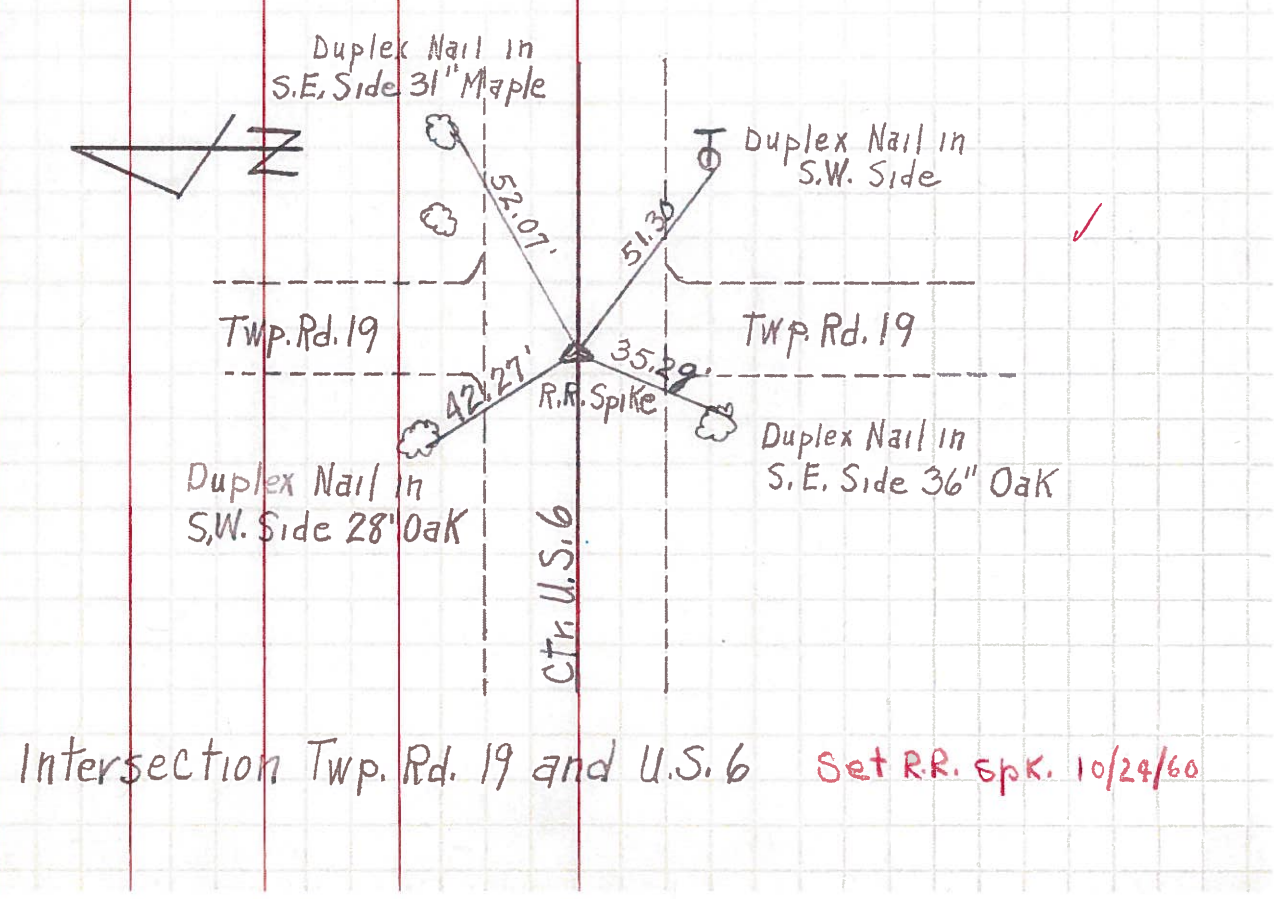 Duplex Nail in
S.E. Side 31" Maple
N
Duplex Nail in
S.W. Side
52.07'
51.30
Twp. Rd. 19
Twp. Rd. 19
35.29'
42.27'
R.R. Spike
Duplex Nail in
S.E. Side 36" Oak
Duplex Nail in
S.W. Side 28" Oak
Ctr. U.S. 6
Intersection Twp. Rd. 19 and U.S. 6
Set R.R. spk. 10/24/60